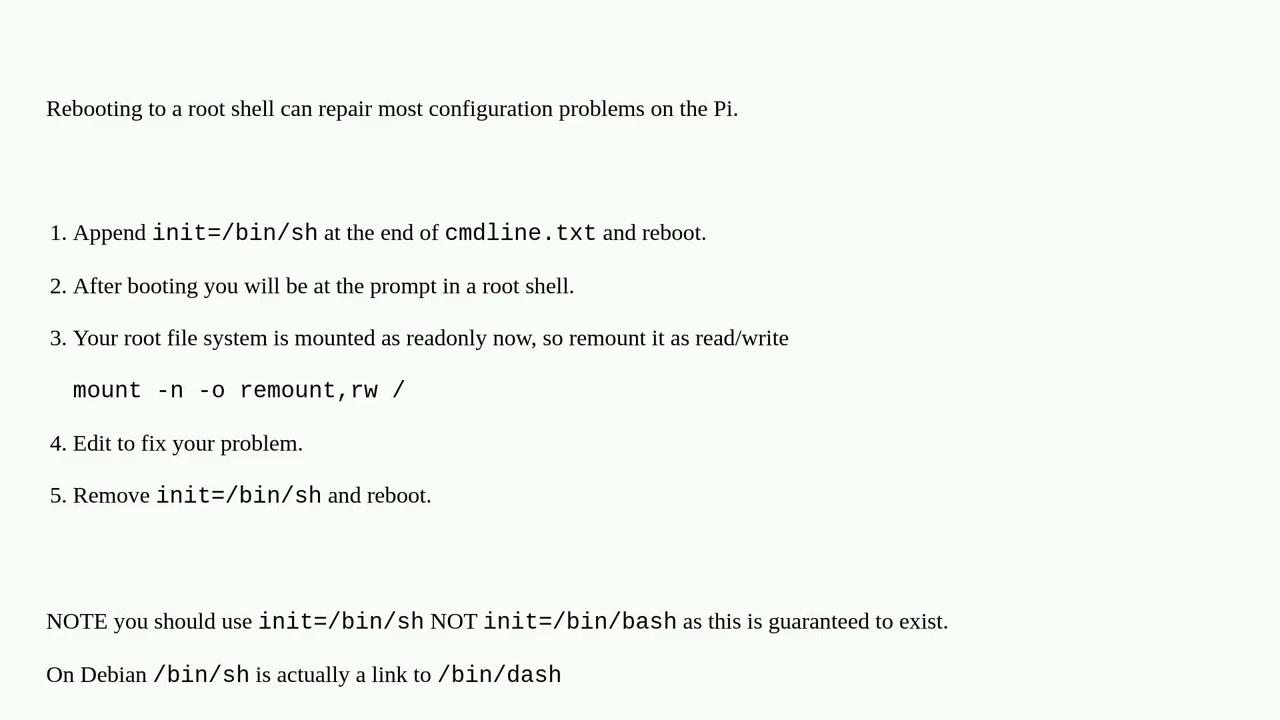 Rebooting to a root shell can repair most configuration problems on the Pi.
1. Append init=/bin/sh at the end of cmdline.txt and reboot.
2. After booting you will be at the prompt in a root shell.
3. Your root file system is mounted as readonly now, so remount it as read/write
mount -n -o remount,rw /
4. Edit to fix your problem.
5. Remove init=/bin/sh and reboot.
NOTE you should use init=/bin/sh NOT init=/bin/bash as this is guaranteed to exist.
On Debian /bin/sh is actually a link to /bin/dash